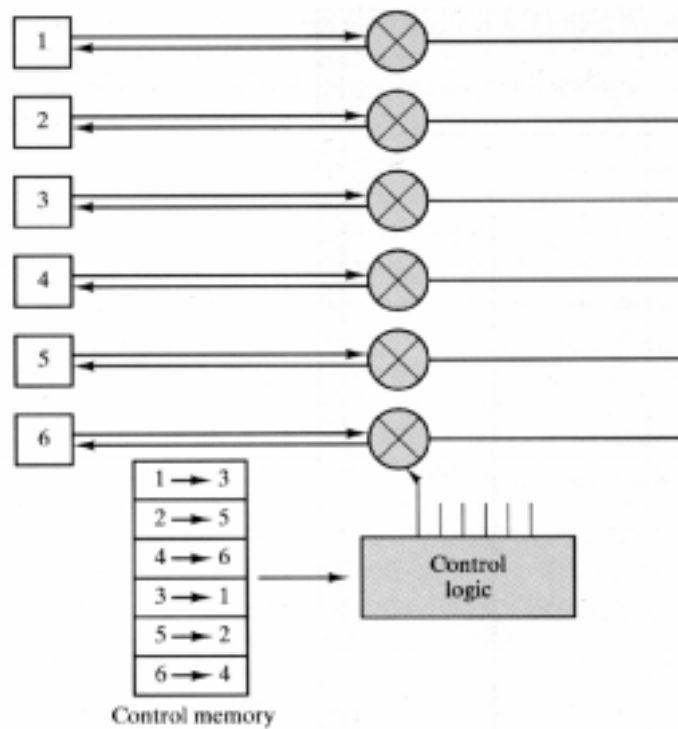 1
2
3
4
5
6
1 → 3
2 → 5
4 → 6
3 → 1
5 → 2
6 → 4
Control
logic
Control memory